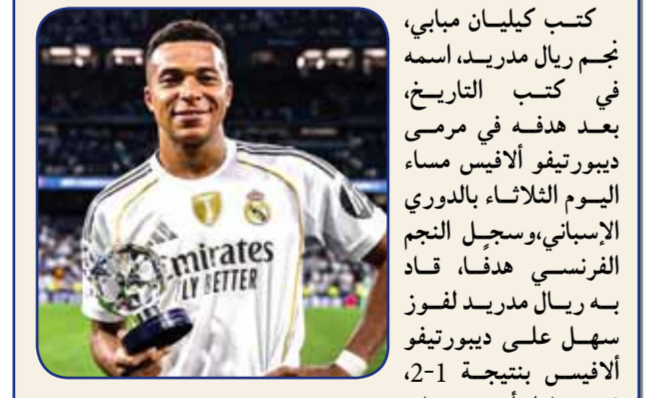 كتب كيليان مبابي،
نجم ريال مدريد، اسمه
في كتب التاريخ،
بعد هدفه في مرمى
ديبورتيفو ألافيس مساء
اليوم الثلاثاء بالدوري
الإسباني،وسجل النجم
الفرنسي هدفًا، قاد
به ريال مدريد لفوز
سهل على ديبورتيفو
ألافيس بنتيجة 1-2،
mirates
LY BETTER